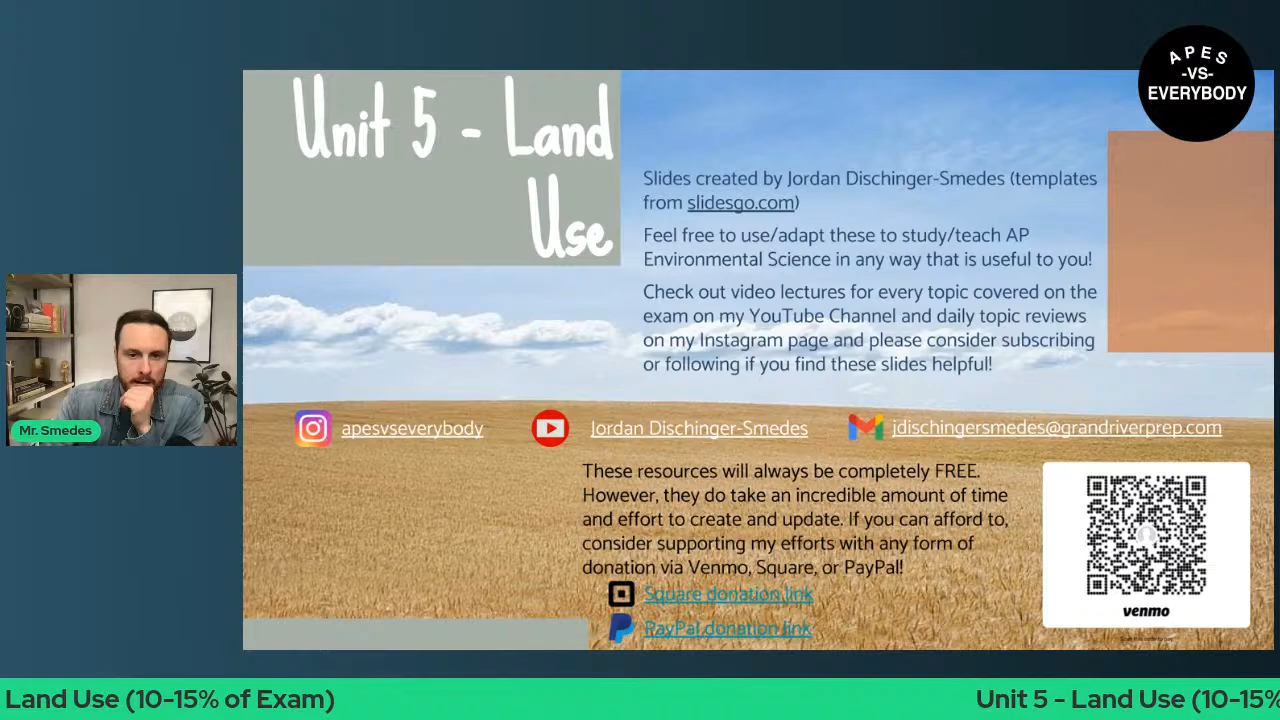 APES
-VS-
EVERYBODY
Unit 5 - Land
Use
Slides created by Jordan Dischinger-Smedes (templates
from slidesgo.com)
Feel free to use/adapt these to study/teach AP
Environmental Science in any way that is useful to you!
Check out video lectures for every topic covered on the
exam on my YouTube Channel and daily topic reviews
on my Instagram page and please consider subscribing
or following if you find these slides helpful!
Mr. Smedes
apesvseverybody
Jordan Dischinger-Smedes
jdischingersmedes@grandriverprep.com
These resources will always be completely FREE.
However, they do take an incredible amount of time
and effort to create and update. If you can afford to,
consider supporting my efforts with any form of
donation via Venmo, Square, or PayPal!
Square donation link
PayPal donation link
venmo
Land Use (10-15% of Exam)
Unit 5 - Land Use (10-15%